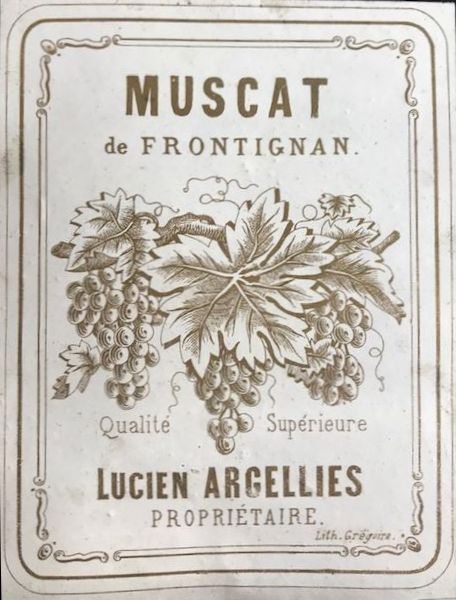 MUSCAT
de FRONTIGNAN.
Qualité Supérieure
LUCIEN ARGELLIES
PROPRIÉTAIRE.
Lith. Grégoire.